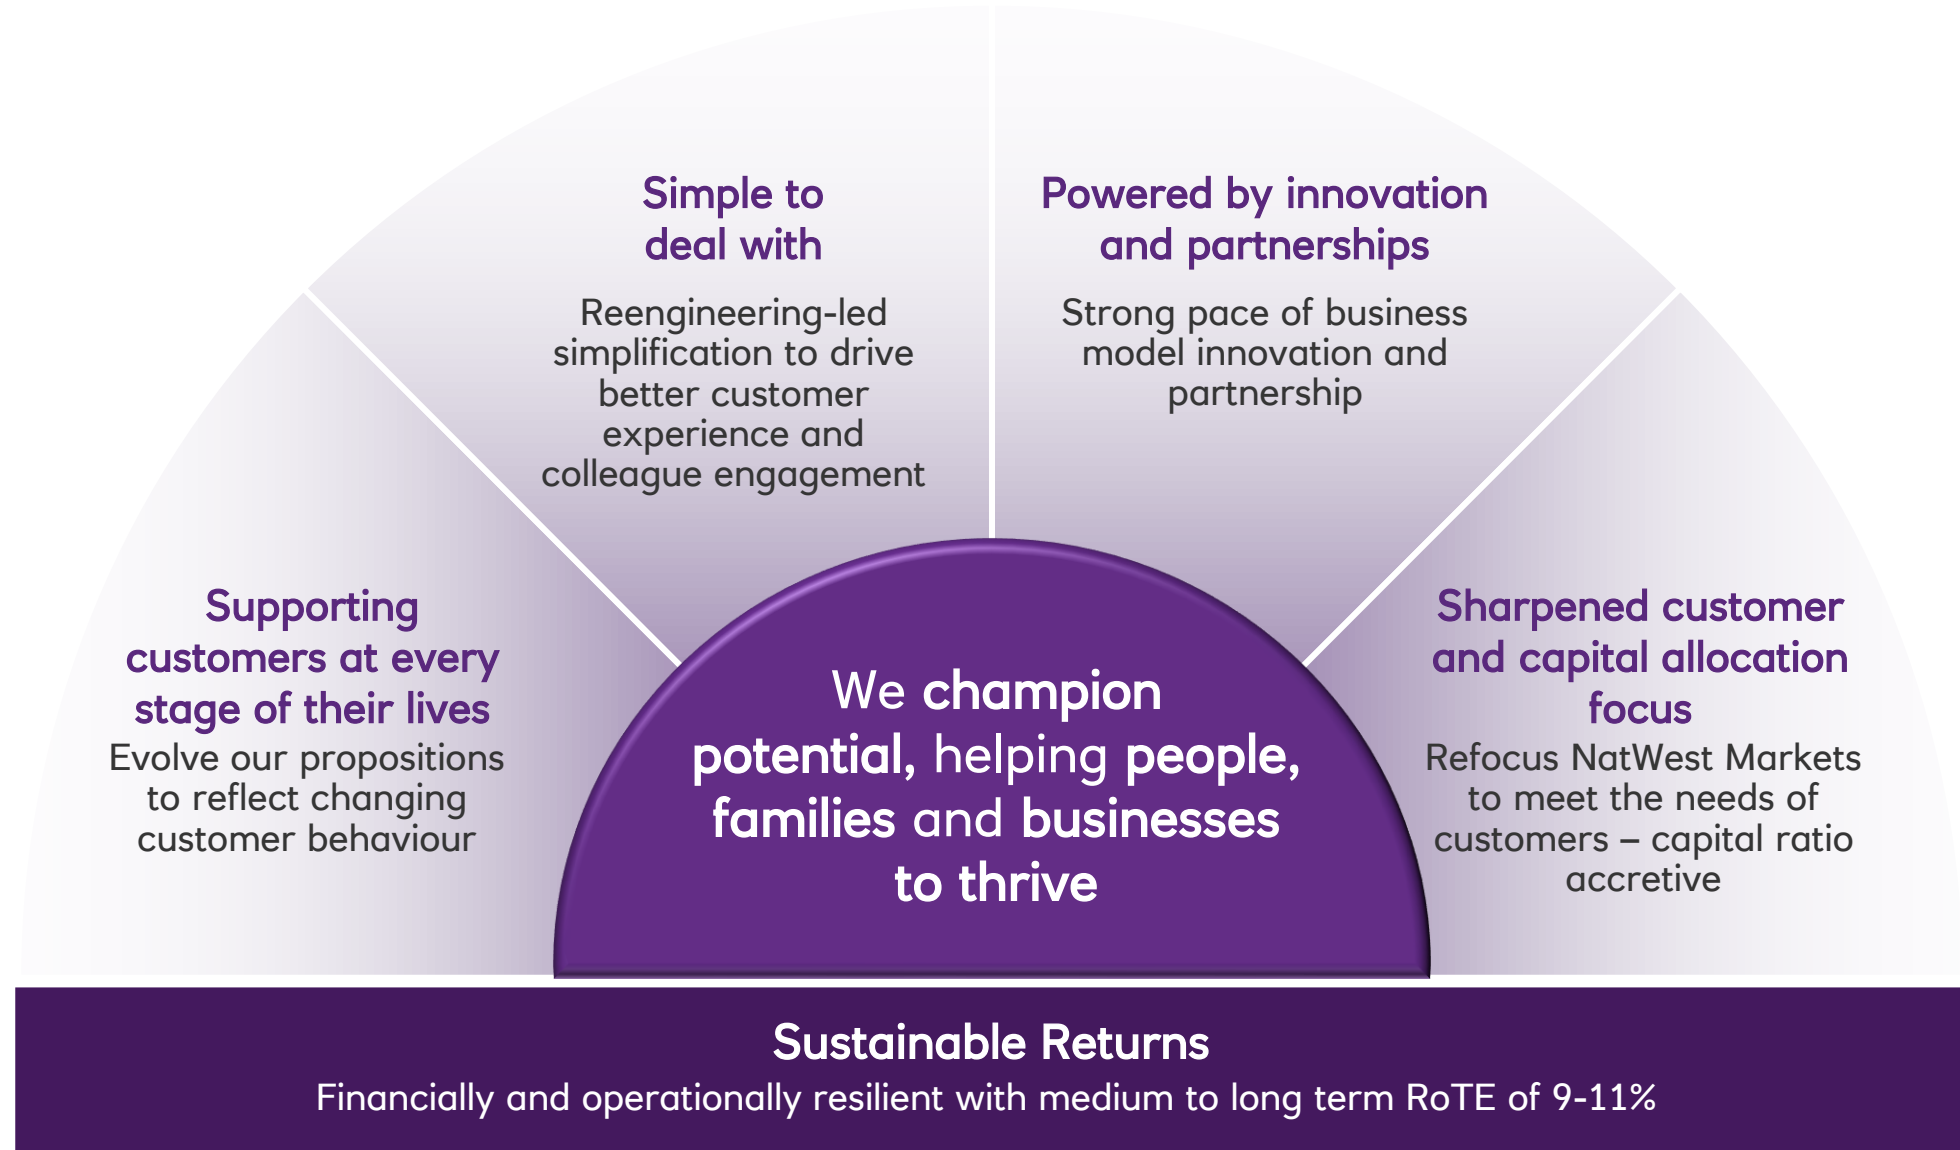 Simple to
deal with
Reengineering-led
simplification to drive
better customer
experience and
colleague engagement
Powered by innovation
and partnerships
Strong pace of business
model innovation and
partnership
Supporting
customers at every
stage of their lives
Evolve our propositions
to reflect changing
customer behaviour
We champion
potential, helping people,
families and businesses
to thrive
Sharpened customer
and capital allocation
focus
Refocus NatWest Markets
to meet the needs of
customers – capital ratio
accretive
Sustainable Returns
Financially and operationally resilient with medium to long term RoTE of 9-11%